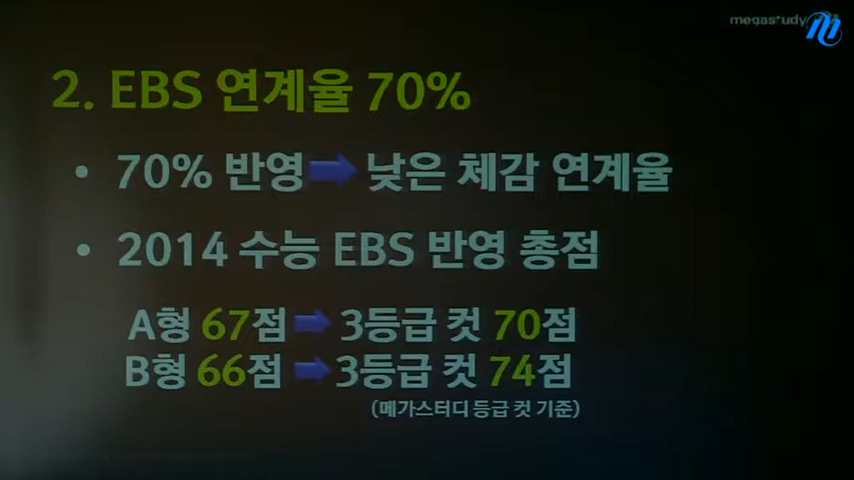 megastudy
2. EBS 연계율 70%
• 70% 반영 ➡ 낮은 체감 연계율
• 2014 수능 EBS 반영 총점
A형 67점 ➡ 3등급 컷 70점
B형 66점 ➡ 3등급 컷 74점
(메가스터디 등급 컷 기준)